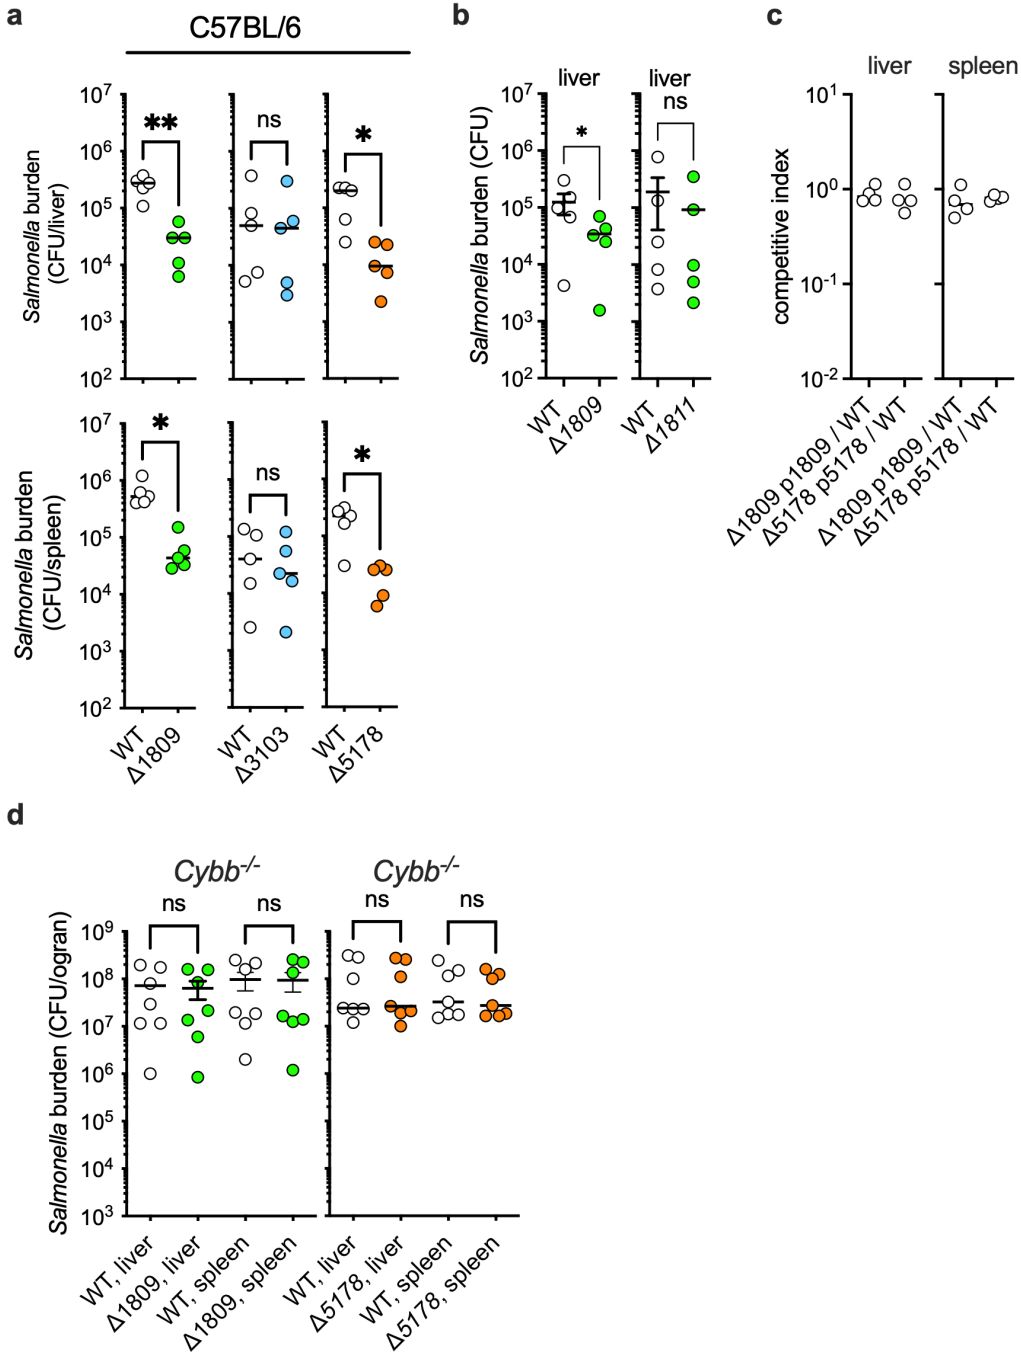 a
C57BL/6
Salmonella burden
(CFU/liver)
10⁷
10⁶
10⁵
10⁴
10³
10²
**
ns
*
Salmonella burden
(CFU/spleen)
10⁷
10⁶
10⁵
10⁴
10³
10²
*
ns
*
WT
Δ1809
WT
Δ3103
WT
Δ5178
b
Salmonella burden (CFU)
liver
liver
10⁷
10⁶
10⁵
10⁴
10³
10²
*
ns
WT
Δ1809
WT
Δ1811
c
liver
spleen
competitive index
10¹
10⁰
10⁻¹
10⁻²
Δ1809 p1809 / WT
Δ5178 p5178 / WT
Δ1809 p1809 / WT
Δ5178 p5178 / WT
d
Cybb⁻/⁻
Cybb⁻/⁻
Salmonella burden (CFU/ogran)
10⁹
10⁸
10⁷
10⁶
10⁵
10⁴
10³
ns
ns
ns
ns
WT, liver
Δ1809, liver
WT, spleen
Δ1809, spleen
WT, liver
Δ5178, liver
WT, spleen
Δ5178, spleen